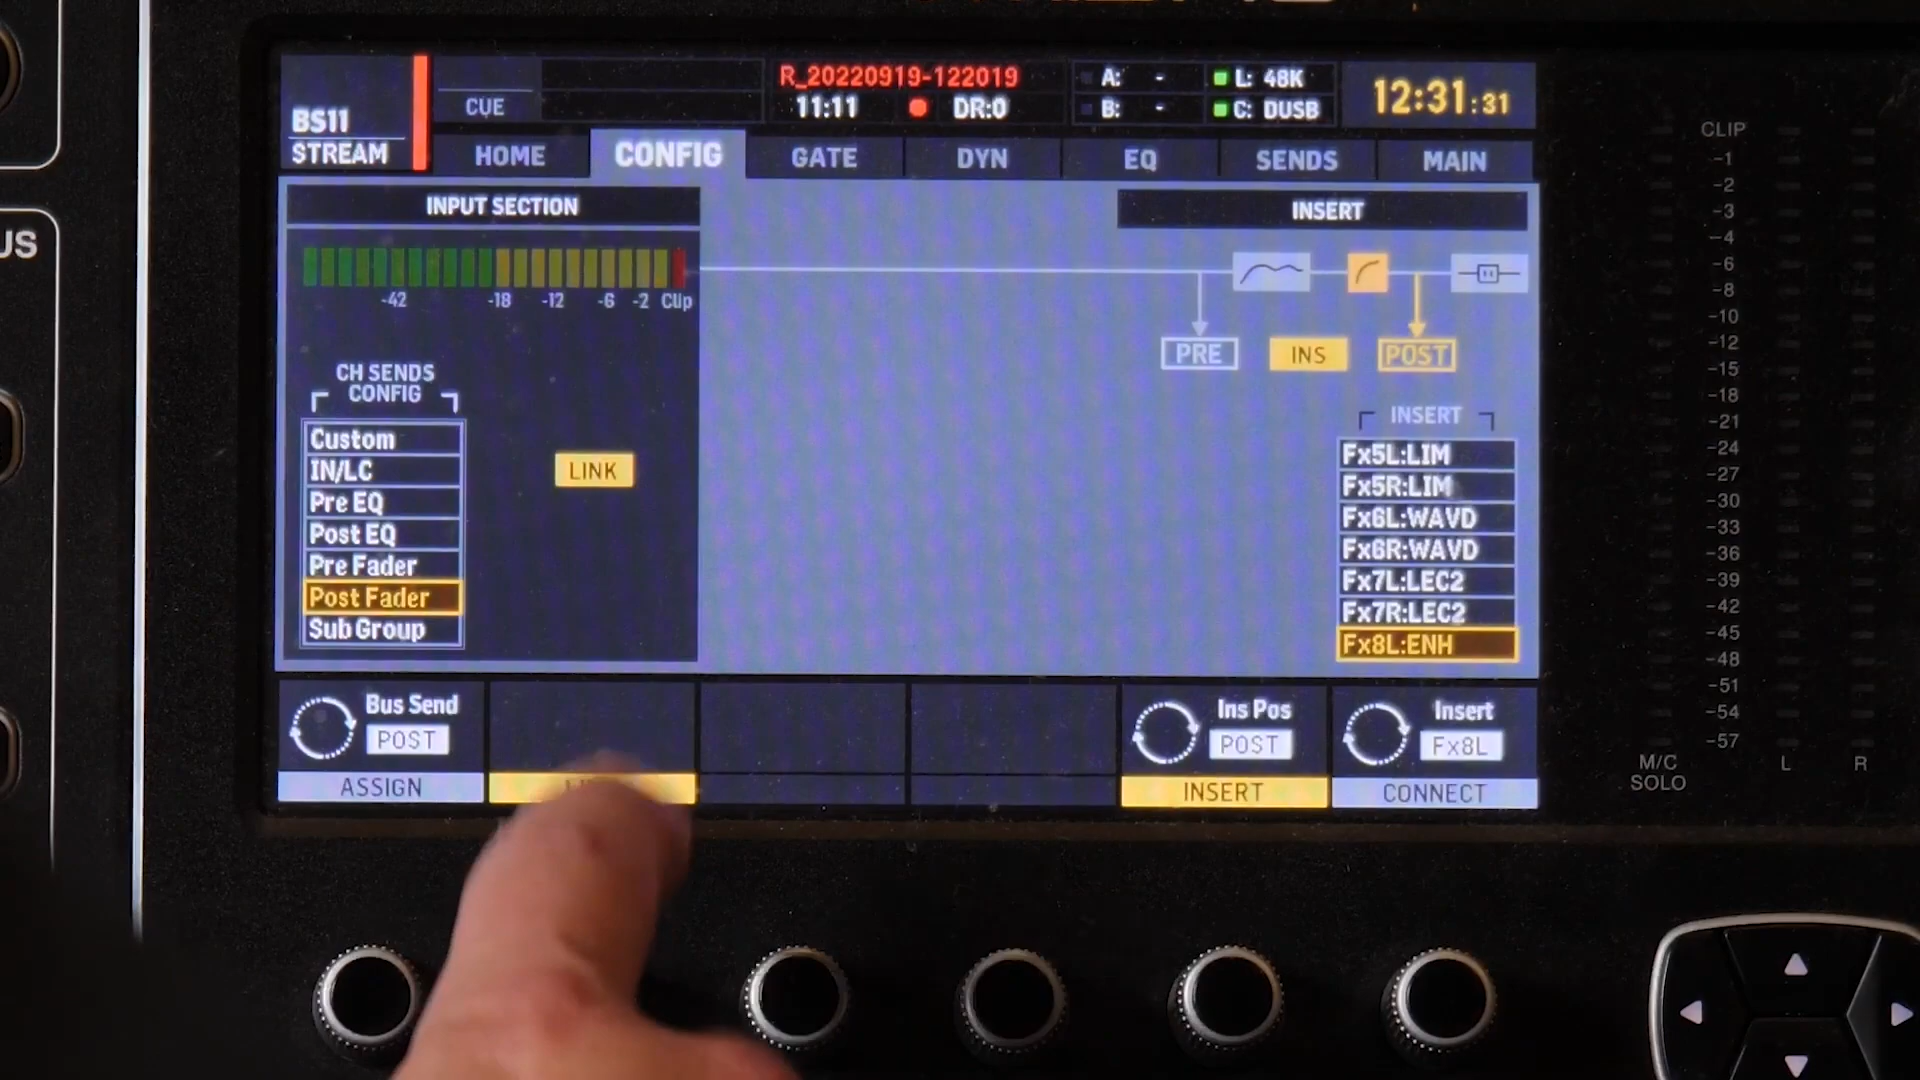 BS11
STREAM
CUE
R_20220919-122019
11:11
DR:0
A: -
B: -
L: 48K
C: DUSB
12:31:31
HOME
CONFIG
GATE
DYN
EQ
SENDS
MAIN
INPUT SECTION
-42 -18 -12 -6 -2 Clip
CH SENDS
CONFIG
Custom
IN/LC
Pre EQ
Post EQ
Pre Fader
Post Fader
Sub Group
LINK
INSERT
PRE
INS
POST
INSERT
Fx5L:LIM
Fx5R:LIM
Fx6L:WAVD
Fx6R:WAVD
Fx7L:LEC2
Fx7R:LEC2
Fx8L:ENH
Bus Send
POST
ASSIGN
Ins Pos
POST
INSERT
Insert
Fx8L
CONNECT
US
CLIP
-1
-2
-3
-4
-6
-8
-10
-12
-15
-18
-21
-24
-27
-30
-33
-36
-39
-42
-45
-48
-51
-54
-57
M/C
SOLO
L
R